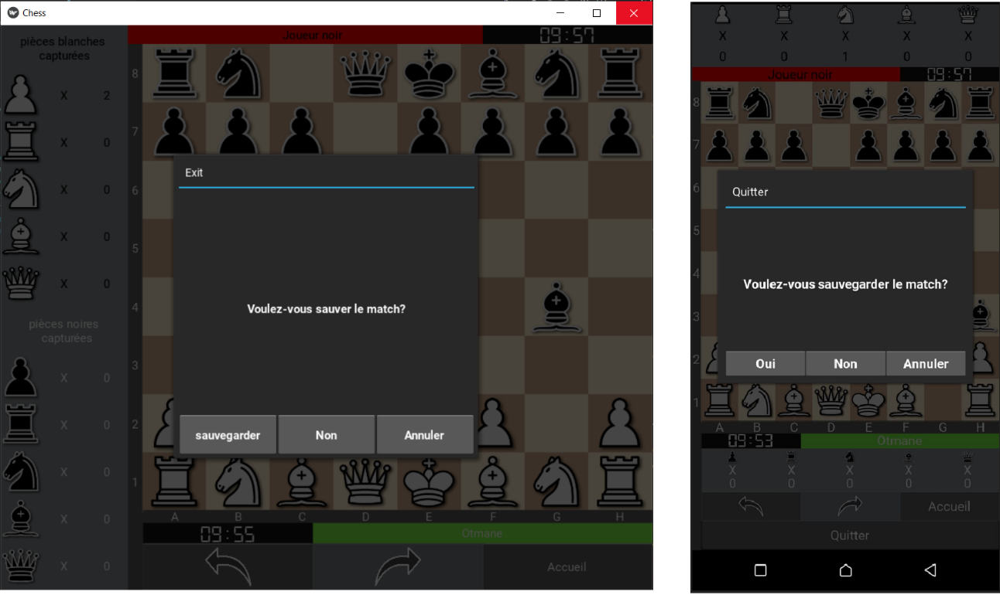 Chess
pièces blanches
capturées
X 2
X 0
X 0
X 0
X 0
pièces noires
capturées
X 0
X 0
X 0
X 0
X 0
Joueur noir 09:57
8
7
6
5
4
3
2
1
A B C D E F G H
Exit
Voulez-vous sauver le match?
sauvegarder Non Annuler
09:55 Otmane
Accueil
X X X X X
0 0 1 0 0
Joueur noir 09:57
8
7
6
5
4
3
2
1
Quitter
Voulez-vous sauvegarder le match?
Oui Non Annuler
A B C D E F G H
09:53 Otmane
X X X X X
0 0 0 0 0
Accueil
Quitter